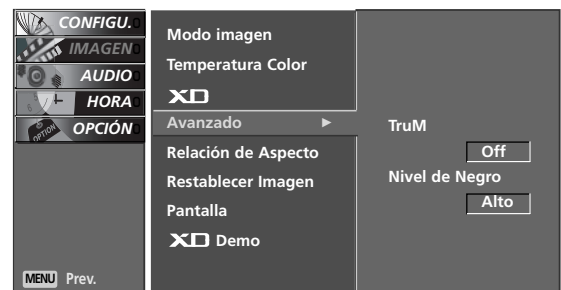 CONFIGU.
IMAGEN
AUDIO
HORA
OPCIÓN
MENU Prev.
Modo imagen
Temperatura Color
XD
Avanzado ►
Relación de Aspecto
Restablecer Imagen
Pantalla
XD Demo
TruM
Off
Nivel de Negro
Alto